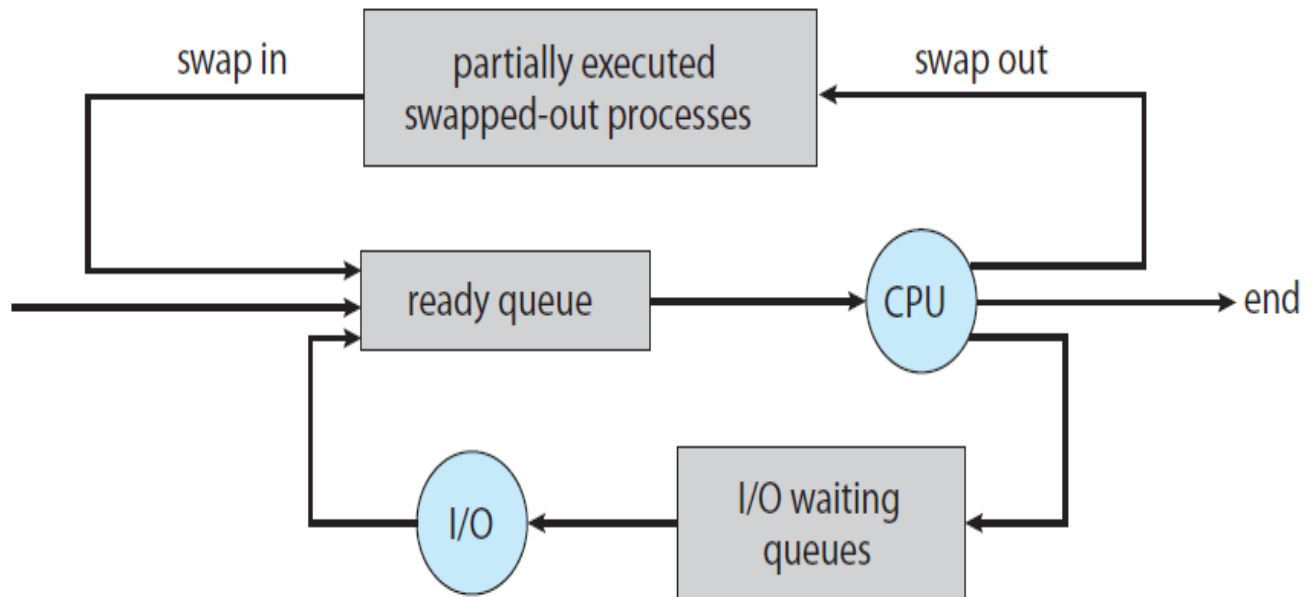 swap in
partially executed
swapped-out processes
swap out
ready queue
CPU
end
I/O
I/O waiting
queues